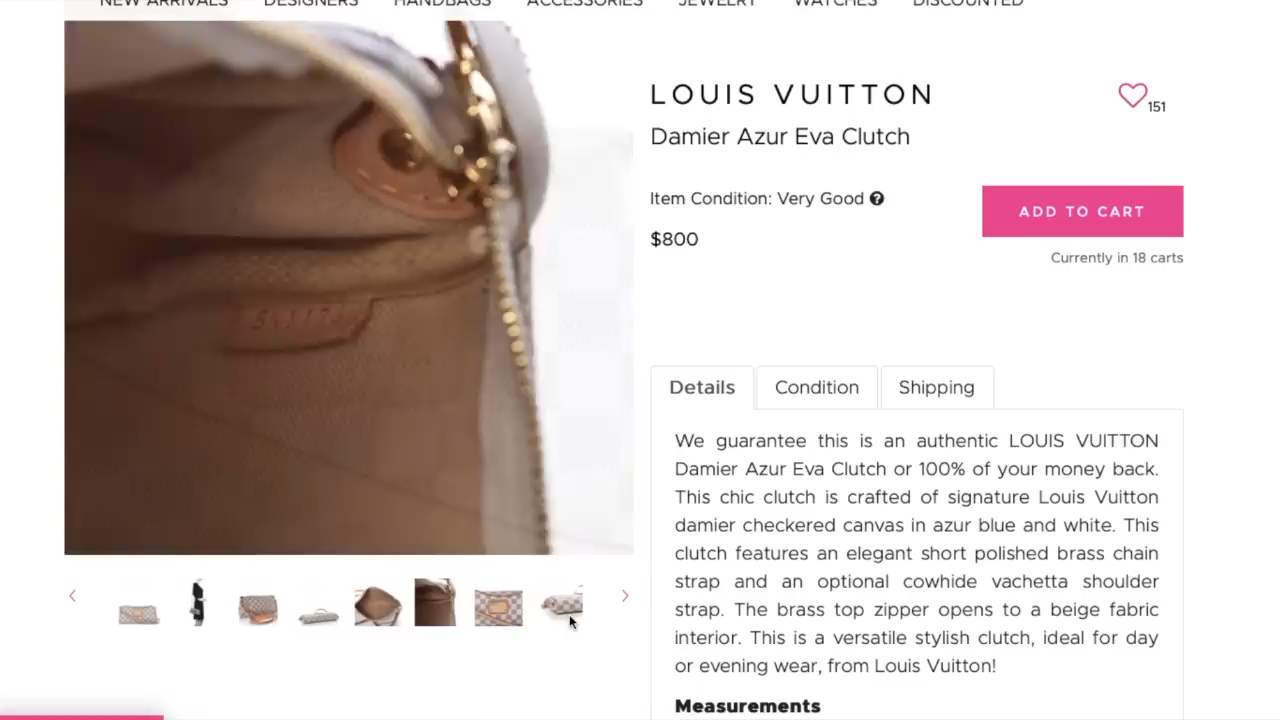 NEW ARRIVALS DESIGNERS HANDBAGS ACCESSORIES JEWELRY WATCHES DISCOUNTED
LOUIS VUITTON
151
Damier Azur Eva Clutch
Item Condition: Very Good
ADD TO CART
$800
Currently in 18 carts
Details
Condition
Shipping
We guarantee this is an authentic LOUIS VUITTON
Damier Azur Eva Clutch or 100% of your money back.
This chic clutch is crafted of signature Louis Vuitton
damier checkered canvas in azur blue and white. This
clutch features an elegant short polished brass chain
strap and an optional cowhide vachetta shoulder
strap. The brass top zipper opens to a beige fabric
interior. This is a versatile stylish clutch, ideal for day
or evening wear, from Louis Vuitton!
Measurements